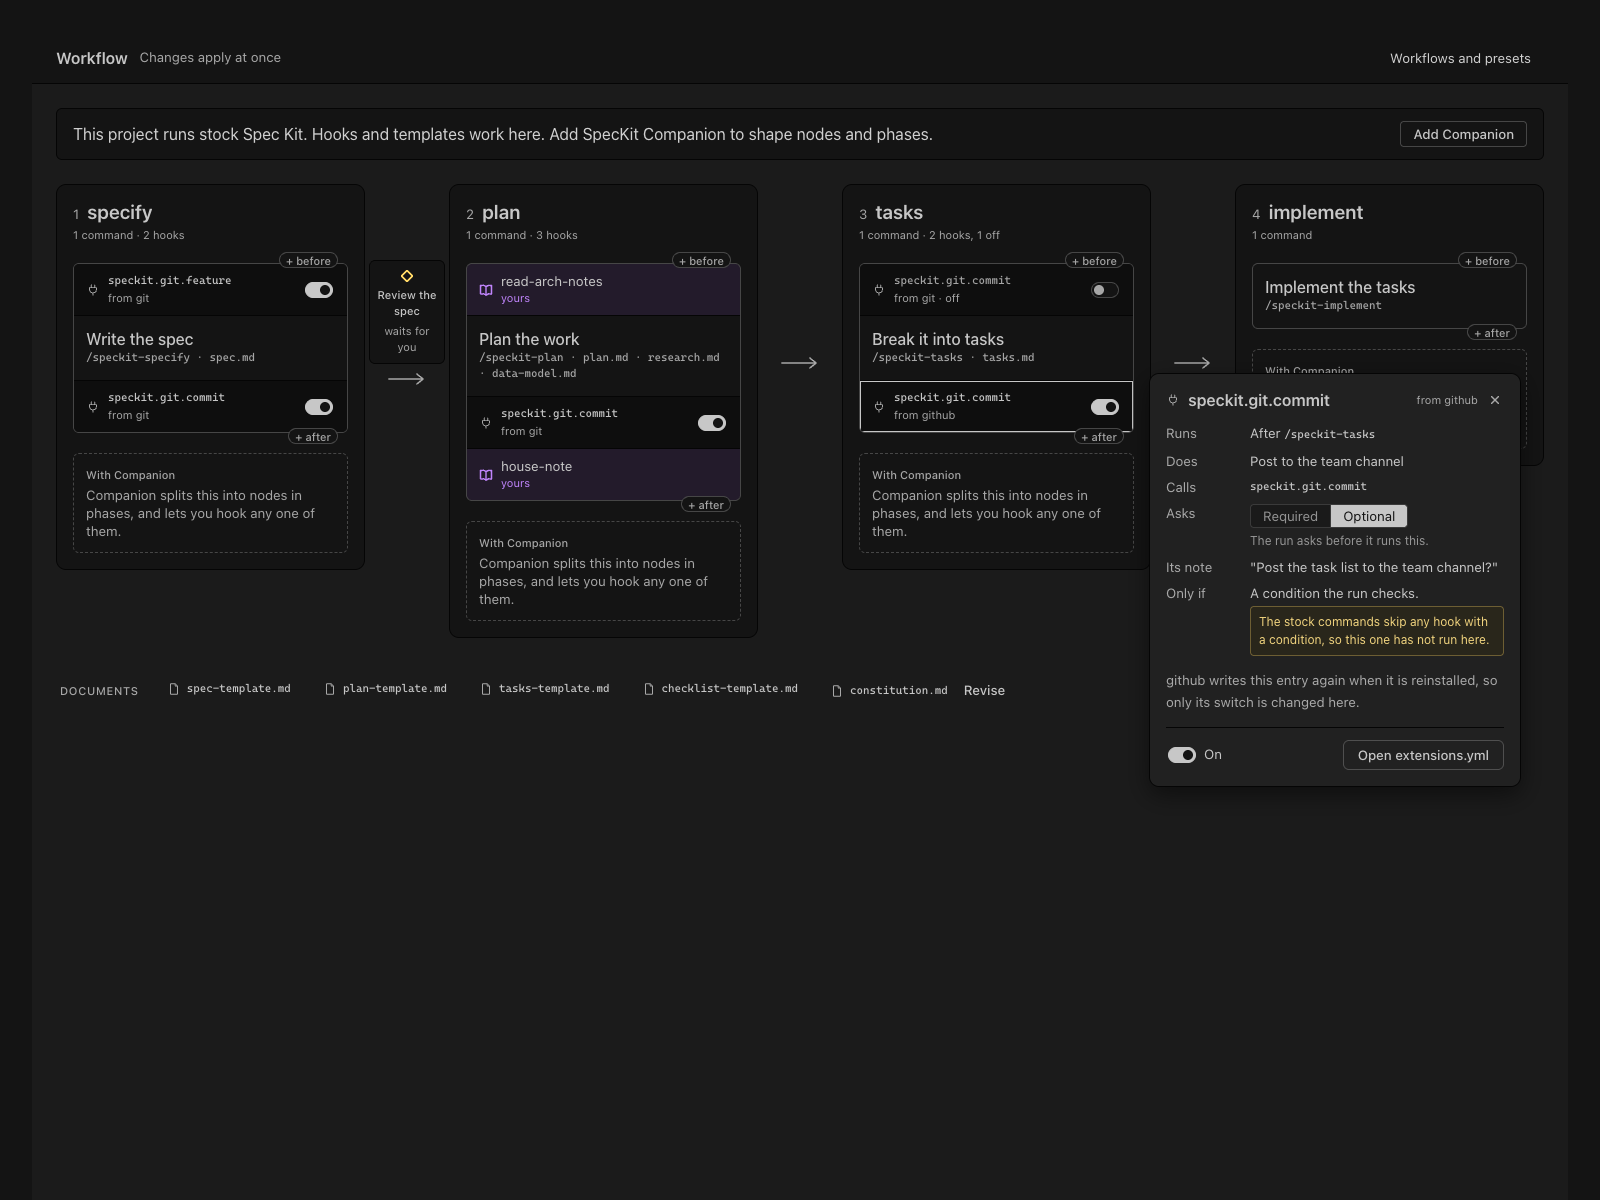 Workflow Changes apply at once
Workflows and presets
This project runs stock Spec Kit. Hooks and templates work here. Add SpecKit Companion to shape nodes and phases.
Add Companion
1 specify
1 command · 2 hooks
+ before
speckit.git.feature
from git
Write the spec
/speckit-specify · spec.md
speckit.git.commit
from git
+ after
With Companion
Companion splits this into nodes in
phases, and lets you hook any one of
them.
Review the
spec
waits for
you
2 plan
1 command · 3 hooks
+ before
read-arch-notes
yours
Plan the work
/speckit-plan · plan.md · research.md
· data-model.md
speckit.git.commit
from git
house-note
yours
+ after
With Companion
Companion splits this into nodes in
phases, and lets you hook any one of
them.
3 tasks
1 command · 2 hooks, 1 off
+ before
speckit.git.commit
from git · off
Break it into tasks
/speckit-tasks · tasks.md
speckit.git.commit
from github
+ after
With Companion
Companion splits this into nodes in
phases, and lets you hook any one of
them.
4 implement
1 command
+ before
Implement the tasks
/speckit-implement
+ after
With Companion
speckit.git.commit
from github
Runs After /speckit-tasks
Does Post to the team channel
Calls speckit.git.commit
Asks Required Optional
The run asks before it runs this.
Its note "Post the task list to the team channel?"
Only if A condition the run checks.
The stock commands skip any hook with
a condition, so this one has not run here.
github writes this entry again when it is reinstalled, so
only its switch is changed here.
On
Open extensions.yml
DOCUMENTS spec-template.md plan-template.md tasks-template.md checklist-template.md constitution.md Revise